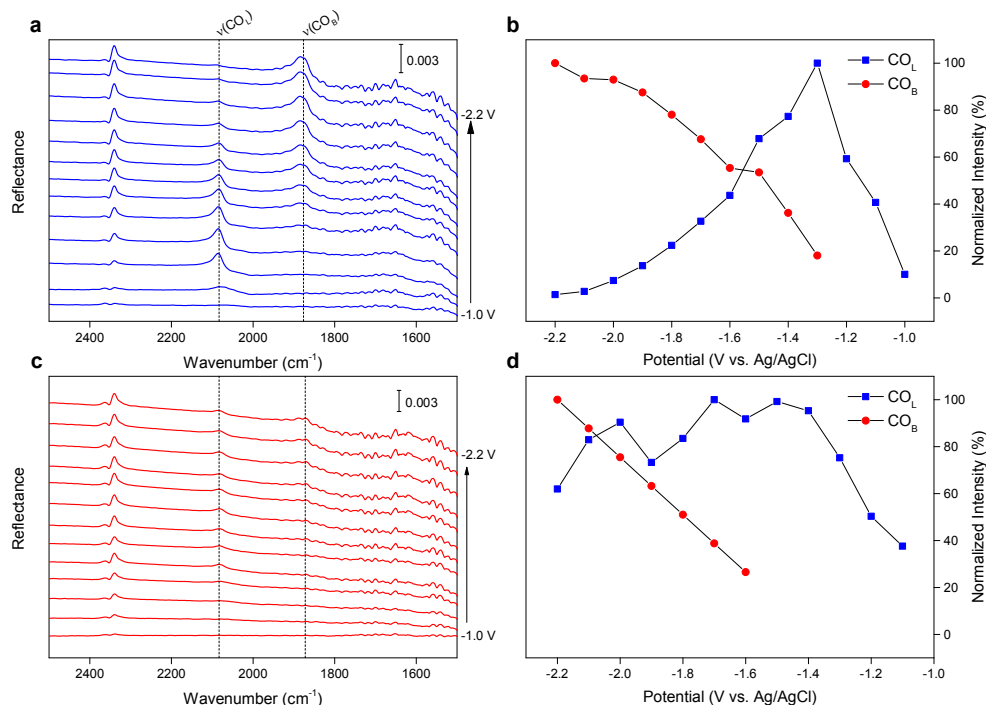 a
ν(CO_L)
ν(CO_B)
0.003
-2.2 V
-1.0 V
Reflectance
2400 2200 2000 1800 1600
Wavenumber (cm⁻¹)
b
CO_L
CO_B
100
80
60
40
20
0
Normalized Intensity (%)
-2.2 -2.0 -1.8 -1.6 -1.4 -1.2 -1.0
Potential (V vs. Ag/AgCl)
c
0.003
-2.2 V
-1.0 V
Reflectance
2400 2200 2000 1800 1600
Wavenumber (cm⁻¹)
d
CO_L
CO_B
100
80
60
40
20
0
Normalized Intensity (%)
-2.2 -2.0 -1.8 -1.6 -1.4 -1.2 -1.0
Potential (V vs. Ag/AgCl)